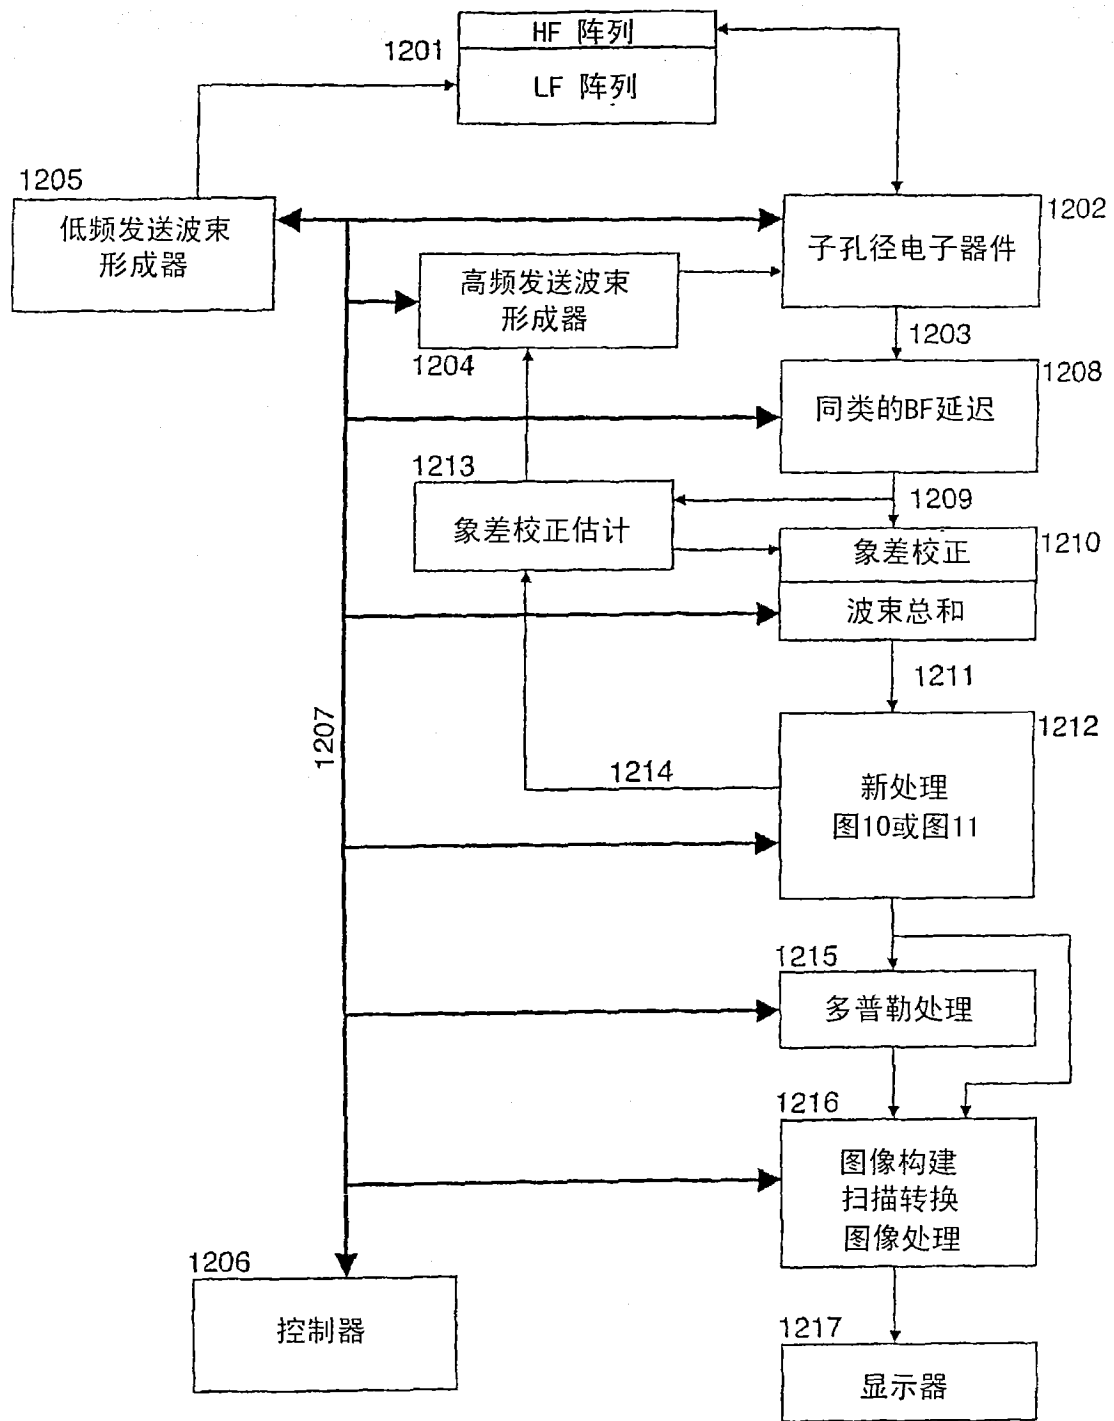 HF 阵列
1201
LF 阵列
1205
低频发送波束
形成器
1202
子孔径电子器件
高频发送波束
形成器
1204
1203
1208
同类的BF延迟
1213
象差校正估计
1209
1210
象差校正
波束总和
1211
1207
1212
新处理
图10或图11
1214
1215
多普勒处理
1216
图像构建
扫描转换
图像处理
1206
控制器
1217
显示器